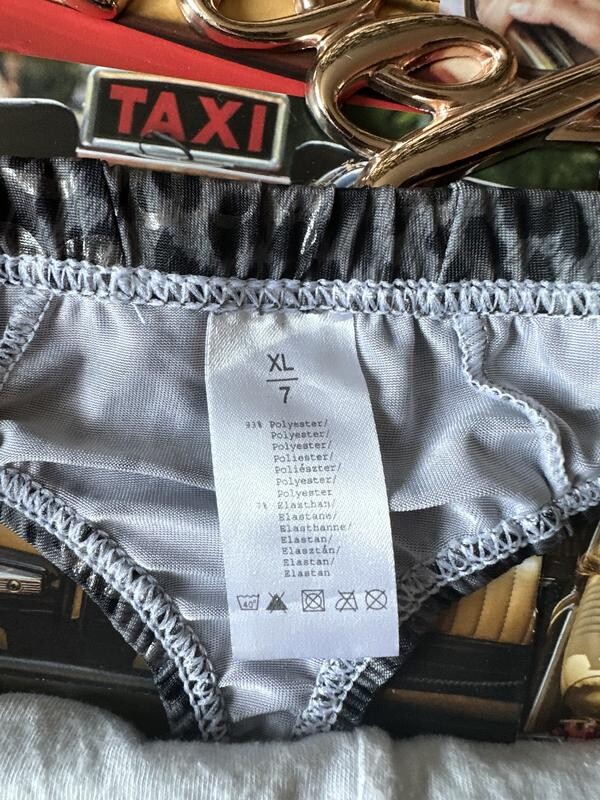 TAXI
XL
7
93% Polyester/
Polyester/
Polyester/
Poliester/
Poliészter/
Polyester/
Polyester
7% Elasthan/
Elastane/
Elasthanne/
Elastan/
Elasztán/
Elastan/
Elastan
40°